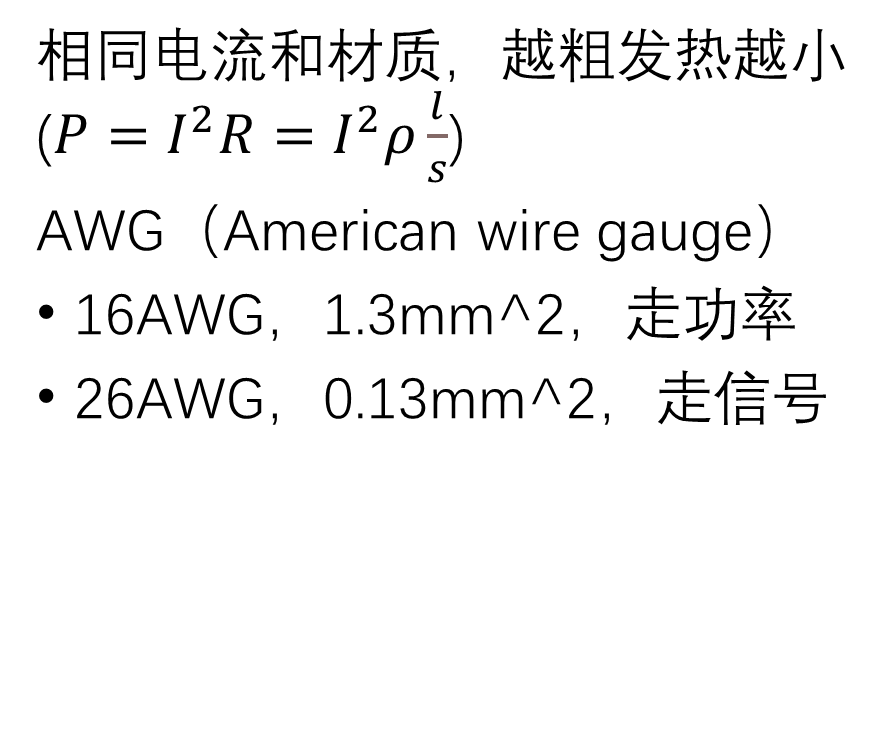 相同电流和材质，越粗发热越小
(P = I²R = I²ρ l/s)
AWG（American wire gauge）
• 16AWG，1.3mm^2，走功率
• 26AWG，0.13mm^2，走信号